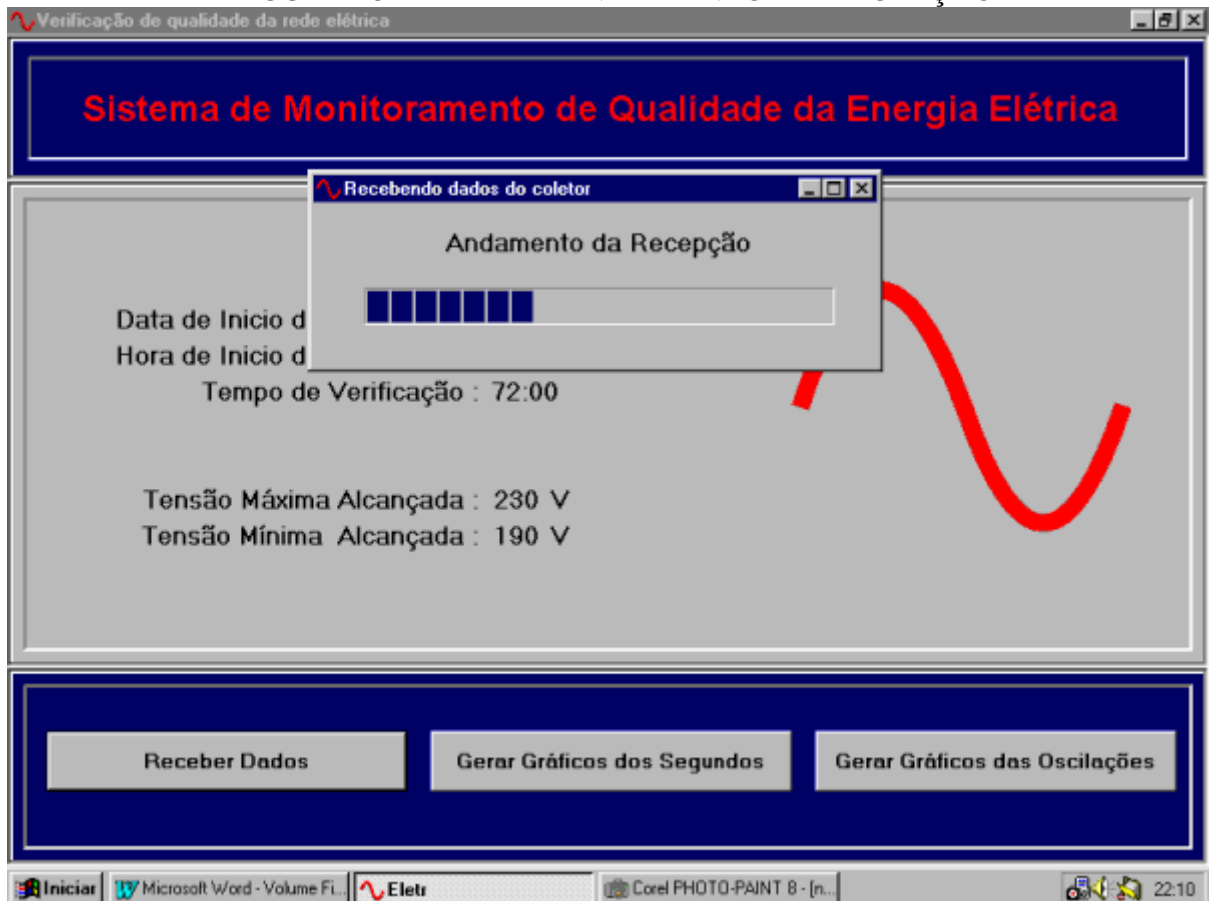 Verificação de qualidade da rede elétrica
Sistema de Monitoramento de Qualidade da Energia Elétrica
Recebendo dados do coletor
Andamento da Recepção
Data de Inicio d
Hora de Inicio d
Tempo de Verificação : 72:00
Tensão Máxima Alcançada : 230 V
Tensão Mínima Alcançada : 190 V
Receber Dados
Gerar Gráficos dos Segundos
Gerar Gráficos das Oscilações
Iniciar
Microsoft Word - Volume Fi...
Eletr
Corel PHOTO-PAINT 8 - [n...
22:10